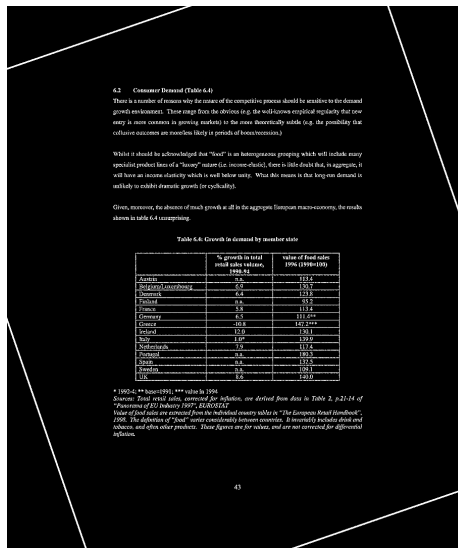 6.2 Consumer Demand (Table 6.4)
There is a number of reasons why the nature of the competitive process should be sensitive to the demand
growth environment. These range from the obvious (e.g. the well-known empirical regularity that new
entry is more common in growing markets) to the more theoretically subtle (e.g. the possibility that
collusive outcomes are more/less likely in periods of boom/recession.)
Whilst it should be acknowledged that "food" is an heterogeneous grouping which will include many
specialist product lines of a "luxury" nature (i.e. income-elastic), there is little doubt that, in aggregate, it
will have an income elasticity which is well below unity. What this means is that long-run demand is
unlikely to exhibit dramatic growth (or cyclicality).
Given, moreover, the absence of much growth at all in the aggregate European macro-economy, the results
shown in table 6.4 unsurprising.
Table 6.4: Growth in demand by member state
% growth in total retail sales volume, 1990-94 value of food sales 1996 (1990=100)
Austria n.a. 113.4
Belgium/Luxembourg 6.9 130.7
Denmark 6.4 123.8
Finland n.a. 95.2
France 5.8 113.4
Germany 6.5 111.4**
Greece -10.8 147.2***
Ireland 12.0 130.1
Italy 1.0* 139.9
Netherlands 7.9 117.4
Portugal n.a. 180.3
Spain n.a. 137.5
Sweden n.a. 109.1
UK 8.6 140.0
* 1992-4; ** base=1991; *** value in 1994
Sources: Total retail sales, corrected for inflation, are derived from data in Table 2, p.21-14 of
"Panorama of EU Industry 1997", EUROSTAT
Value of food sales are extracted from the individual country tables in "The European Retail Handbook",
1998. The definition of "food" varies considerably between countries. It invariably includes drink and
tobacco, and often other products. These figures are for values, and are not corrected for differential
inflation.
43